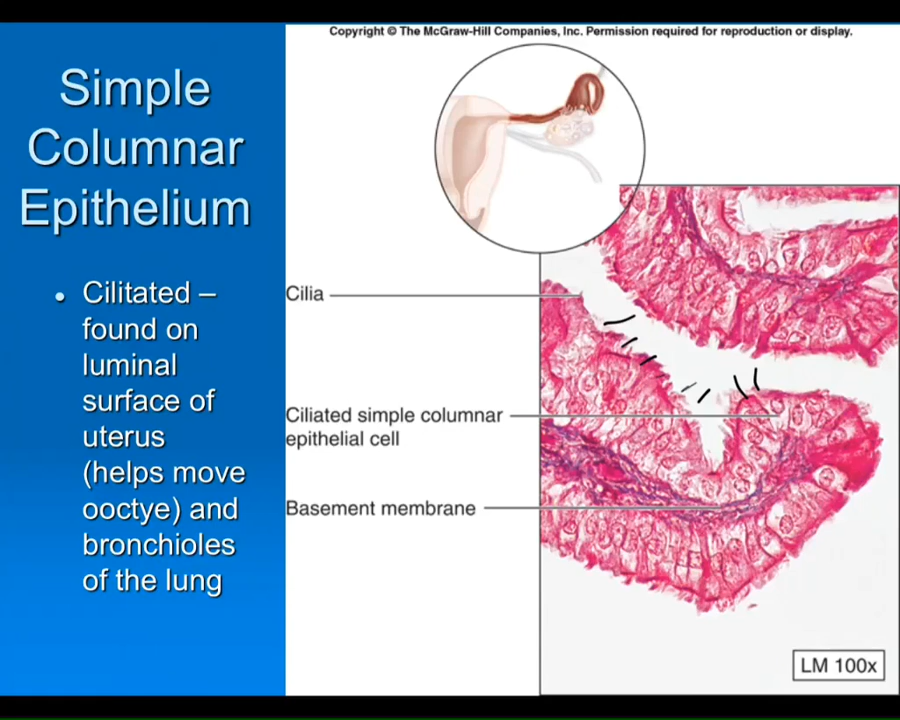 Copyright © The McGraw-Hill Companies, Inc. Permission required for reproduction or display.
Simple
Columnar
Epithelium
• Cilitated –
found on
luminal
surface of
uterus
(helps move
ooctye) and
bronchioles
of the lung
Cilia
Ciliated simple columnar
epithelial cell
Basement membrane
LM 100x